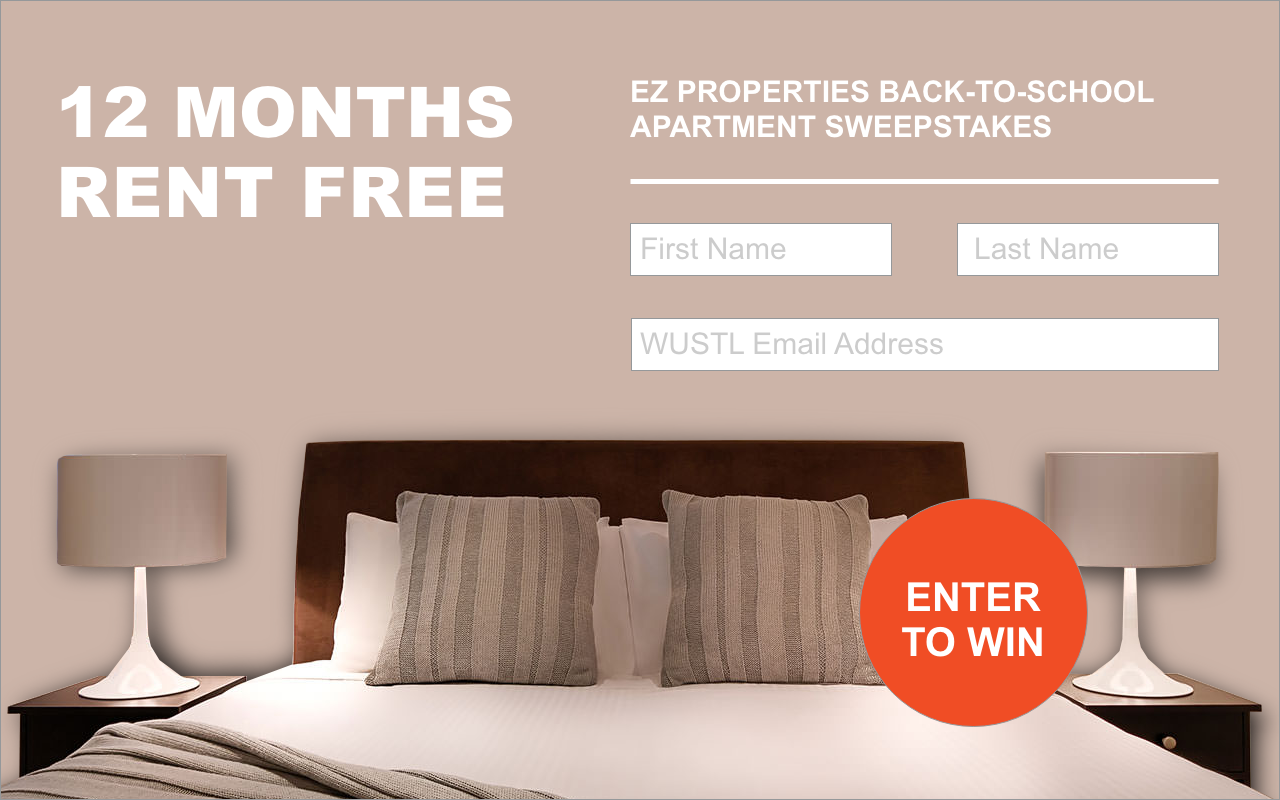 12 MONTHS
RENT FREE
EZ PROPERTIES BACK-TO-SCHOOL
APARTMENT SWEEPSTAKES
First Name
Last Name
WUSTL Email Address
ENTER
TO WIN